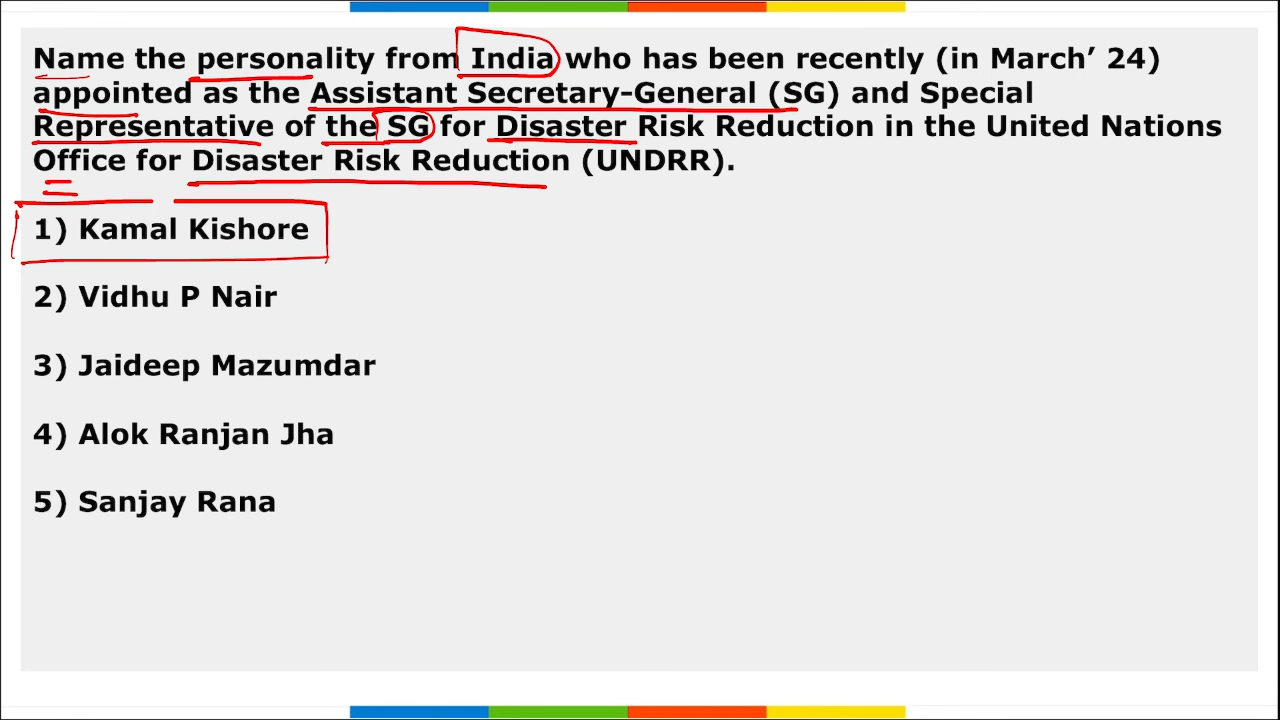 Name the personality from India who has been recently (in March’ 24)
appointed as the Assistant Secretary-General (SG) and Special
Representative of the SG for Disaster Risk Reduction in the United Nations
Office for Disaster Risk Reduction (UNDRR).
1) Kamal Kishore
2) Vidhu P Nair
3) Jaideep Mazumdar
4) Alok Ranjan Jha
5) Sanjay Rana